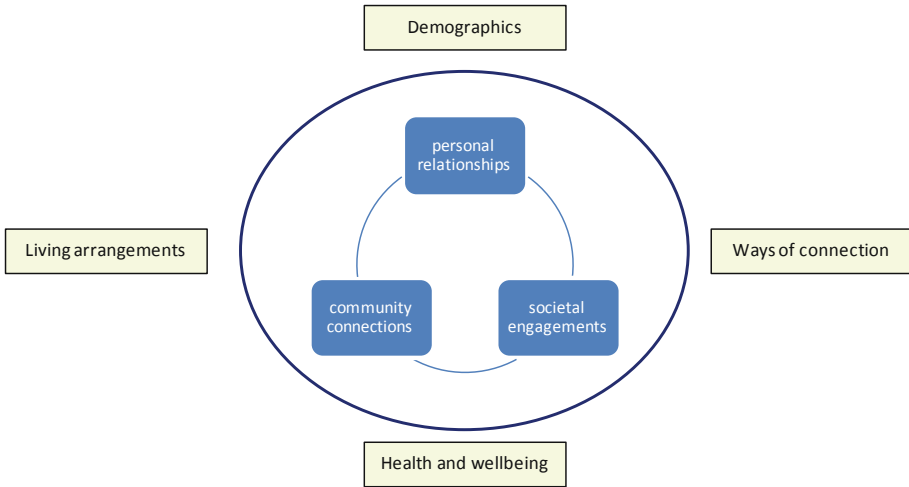 Demographics
personal
relationships
Living arrangements
Ways of connection
community
connections
societal
engagements
Health and wellbeing